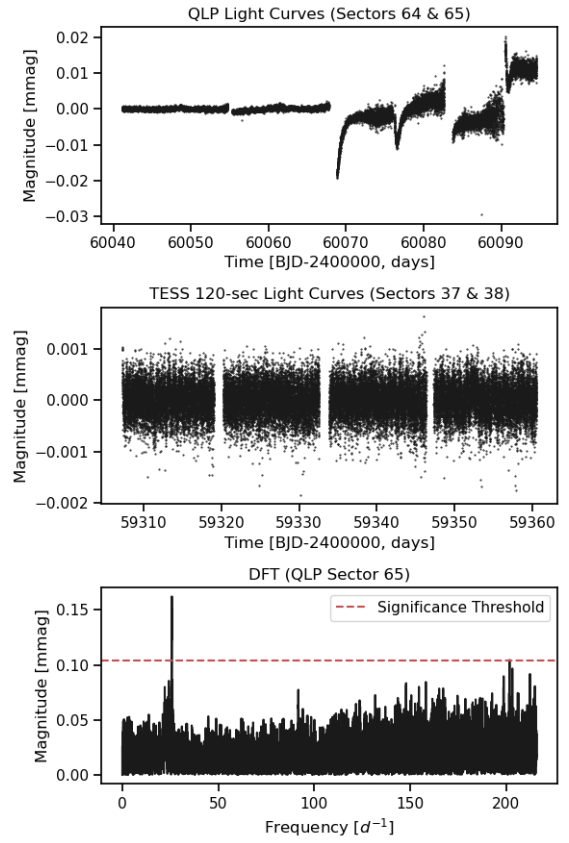 QLP Light Curves (Sectors 64 & 65)
Magnitude [mmag]
0.02
0.01
0.00
−0.01
−0.02
−0.03
60040 60050 60060 60070 60080 60090
Time [BJD-2400000, days]
TESS 120-sec Light Curves (Sectors 37 & 38)
Magnitude [mmag]
0.001
0.000
−0.001
−0.002
59310 59320 59330 59340 59350 59360
Time [BJD-2400000, days]
DFT (QLP Sector 65)
Magnitude [mmag]
0.15
0.10
0.05
0.00
Significance Threshold
0 50 100 150 200
Frequency [d⁻¹]